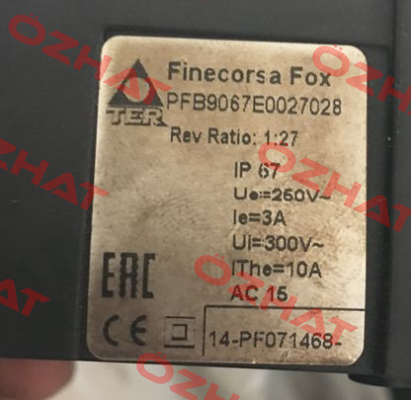 Finecorsa Fox
PFB9067E0027028
TER
Rev Ratio: 1:27
IP 67
Ue=250V~
Ie=3A
Ui=300V~
IThe=10A
AC 15
EAC
CE
14-PF071468-
OZHAT
OZHAT
OZHAT
OZHAT
OZHAT
OZHAT